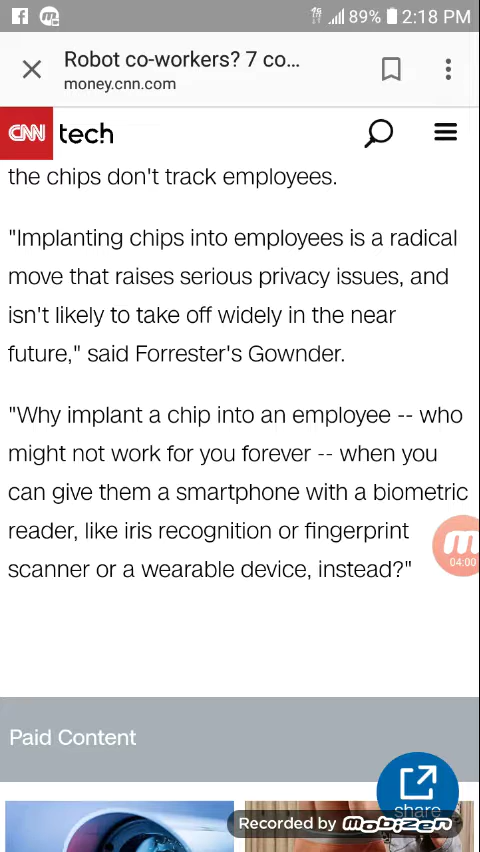 89% 2:18 PM
Robot co-workers? 7 co...
money.cnn.com
CNN tech
the chips don't track employees.
"Implanting chips into employees is a radical
move that raises serious privacy issues, and
isn't likely to take off widely in the near
future," said Forrester's Gownder.
"Why implant a chip into an employee -- who
might not work for you forever -- when you
can give them a smartphone with a biometric
reader, like iris recognition or fingerprint
scanner or a wearable device, instead?"
04:00
Paid Content
share
Recorded by mobizen